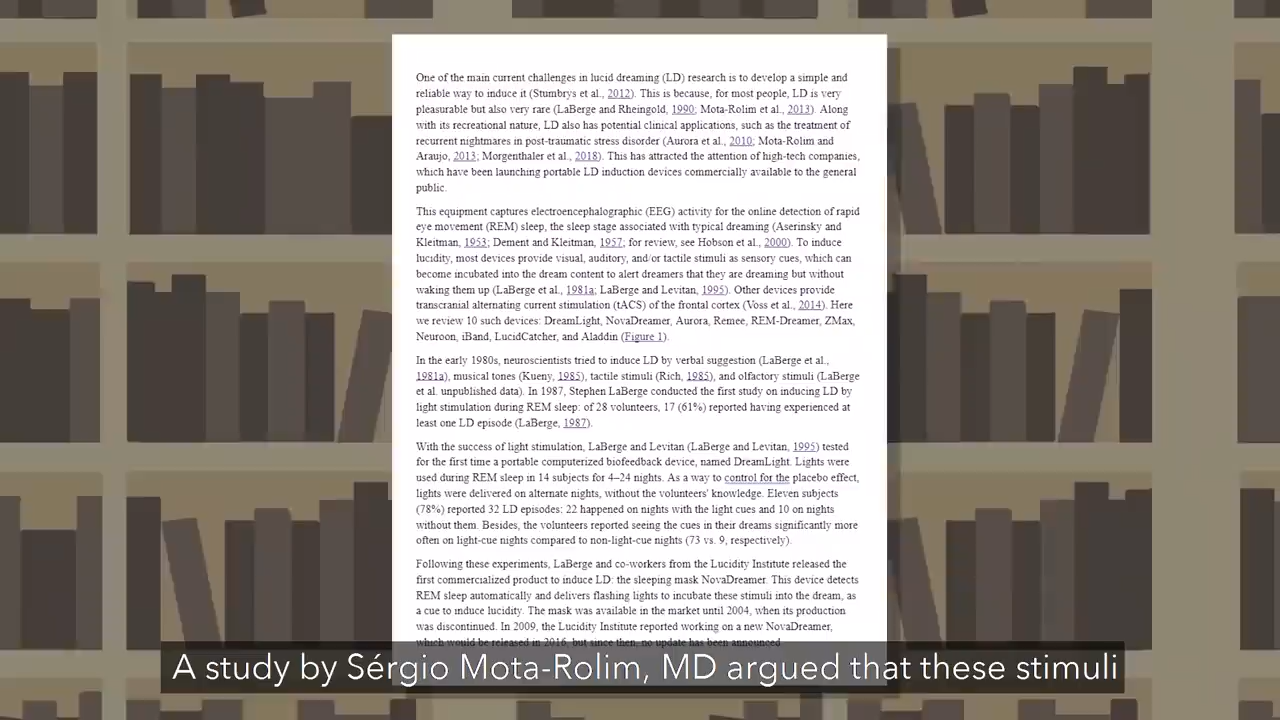 One of the main current challenges in lucid dreaming (LD) research is to develop a simple and
reliable way to induce it (Stumbrys et al., 2012). This is because, for most people, LD is very
pleasurable but also very rare (LaBerge and Rheingold, 1990; Mota-Rolim et al., 2013). Along
with its recreational nature, LD also has potential clinical applications, such as the treatment of
recurrent nightmares in post-traumatic stress disorder (Aurora et al., 2010; Mota-Rolim and
Araujo, 2013; Morgenthaler et al., 2018). This has attracted the attention of high-tech companies,
which have been launching portable LD induction devices commercially available to the general
public.
This equipment captures electroencephalographic (EEG) activity for the online detection of rapid
eye movement (REM) sleep, the sleep stage associated with typical dreaming (Aserinsky and
Kleitman, 1953; Dement and Kleitman, 1957; for review, see Hobson et al., 2000). To induce
lucidity, most devices provide visual, auditory, and/or tactile stimuli as sensory cues, which can
become incubated into the dream content to alert dreamers that they are dreaming but without
waking them up (LaBerge et al., 1981a; LaBerge and Levitan, 1995). Other devices provide
transcranial alternating current stimulation (tACS) of the frontal cortex (Voss et al., 2014). Here
we review 10 such devices: DreamLight, NovaDreamer, Aurora, Remee, REM-Dreamer, ZMax,
Neuroon, iBand, LucidCatcher, and Aladdin (Figure 1).
In the early 1980s, neuroscientists tried to induce LD by verbal suggestion (LaBerge et al.,
1981a), musical tones (Kueny, 1985), tactile stimuli (Rich, 1985), and olfactory stimuli (LaBerge
et al. unpublished data). In 1987, Stephen LaBerge conducted the first study on inducing LD by
light stimulation during REM sleep: of 28 volunteers, 17 (61%) reported having experienced at
least one LD episode (LaBerge, 1987).
With the success of light stimulation, LaBerge and Levitan (LaBerge and Levitan, 1995) tested
for the first time a portable computerized biofeedback device, named DreamLight. Lights were
used during REM sleep in 14 subjects for 4–24 nights. As a way to control for the placebo effect,
lights were delivered on alternate nights, without the volunteers' knowledge. Eleven subjects
(78%) reported 32 LD episodes: 22 happened on nights with the light cues and 10 on nights
without them. Besides, the volunteers reported seeing the cues in their dreams significantly more
often on light-cue nights compared to non-light-cue nights (73 vs. 9, respectively).
Following these experiments, LaBerge and co-workers from the Lucidity Institute released the
first commercialized product to induce LD: the sleeping mask NovaDreamer. This device detects
REM sleep automatically and delivers flashing lights to incubate these stimuli into the dream, as
a cue to induce lucidity. The mask was available in the market until 2004, when its production
was discontinued. In 2009, the Lucidity Institute reported working on a new NovaDreamer,
which would be released in 2016, but since then, no update has been announced.
A study by Sérgio Mota-Rolim, MD argued that these stimuli